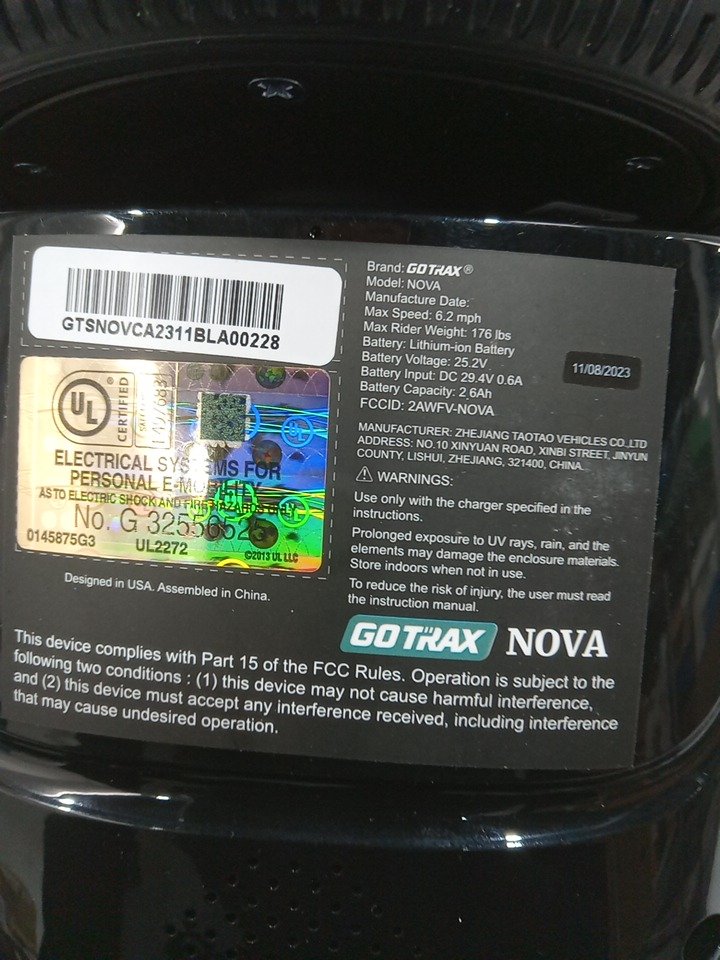 GTSNOVCA2311BLA00228
UL
®
CERTIFIED
ELECTRICAL SYSTEMS FOR
PERSONAL E-MOBILITY
AS TO ELECTRIC SHOCK AND FIRE HAZARDS ONLY
No. G 3255652
0145875G3
UL2272
©2013 UL LLC
Designed in USA. Assembled in China.
Brand: GOTRAX ®
Model: NOVA
Manufacture Date:
11/08/2023
Max Speed: 6.2 mph
Max Rider Weight: 176 lbs
Battery: Lithium-ion Battery
Battery Voltage: 25.2V
Battery Input: DC 29.4V 0.6A
Battery Capacity: 2.6Ah
FCCID: 2AWFV-NOVA
MANUFACTURER: ZHEJIANG TAOTAO VEHICLES CO.,LTD
ADDRESS: NO.10 XINYUAN ROAD, XINBI STREET, JINYUN
COUNTY, LISHUI, ZHEJIANG, 321400, CHINA.
WARNINGS:
Use only with the charger specified in the
instructions.
Prolonged exposure to UV rays, rain, and the
elements may damage the enclosure materials.
Store indoors when not in use.
To reduce the risk of injury, the user must read
the instruction manual.
GOTRAX NOVA
This device complies with Part 15 of the FCC Rules. Operation is subject to the
following two conditions : (1) this device may not cause harmful interference,
and (2) this device must accept any interference received, including interference
that may cause undesired operation.